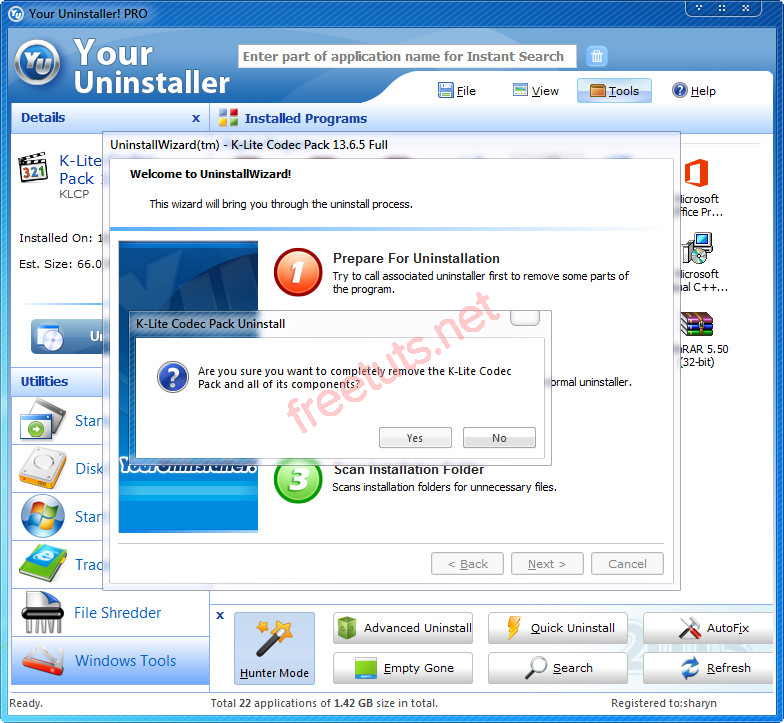 Your Uninstaller! PRO
YU
Your
Uninstaller
Enter part of application name for Instant Search
File
View
Tools
Help
Details
x
Installed Programs
321
K-Lite
Pack
KLCP
Installed On: 1
Est. Size: 66.0
Un
Utilities
Star
Disk
Star
Trac
File Shredder
Windows Tools
UninstallWizard(tm) - K-Lite Codec Pack 13.6.5 Full
Welcome to UninstallWizard!
This wizard will bring you through the uninstall process.
1
Prepare For Uninstallation
Try to call associated uninstaller first to remove some parts of
the program.
K-Lite Codec Pack Uninstall
Are you sure you want to completely remove the K-Lite Codec
Pack and all of its components?
Yes
No
ormal uninstaller.
YourUninstaller!
3
Scan Installation Folder
Scans installation folders for unnecessary files.
< Back
Next >
Cancel
licrosoft
ffice Pr...
licrosoft
ual C++...
RAR 5.50
(32-bit)
freetuts.net
x
Hunter Mode
Advanced Uninstall
Quick Uninstall
AutoFix
Empty Gone
Search
Refresh
Ready.
Total 22 applications of 1.42 GB size in total.
Registered to:sharyn